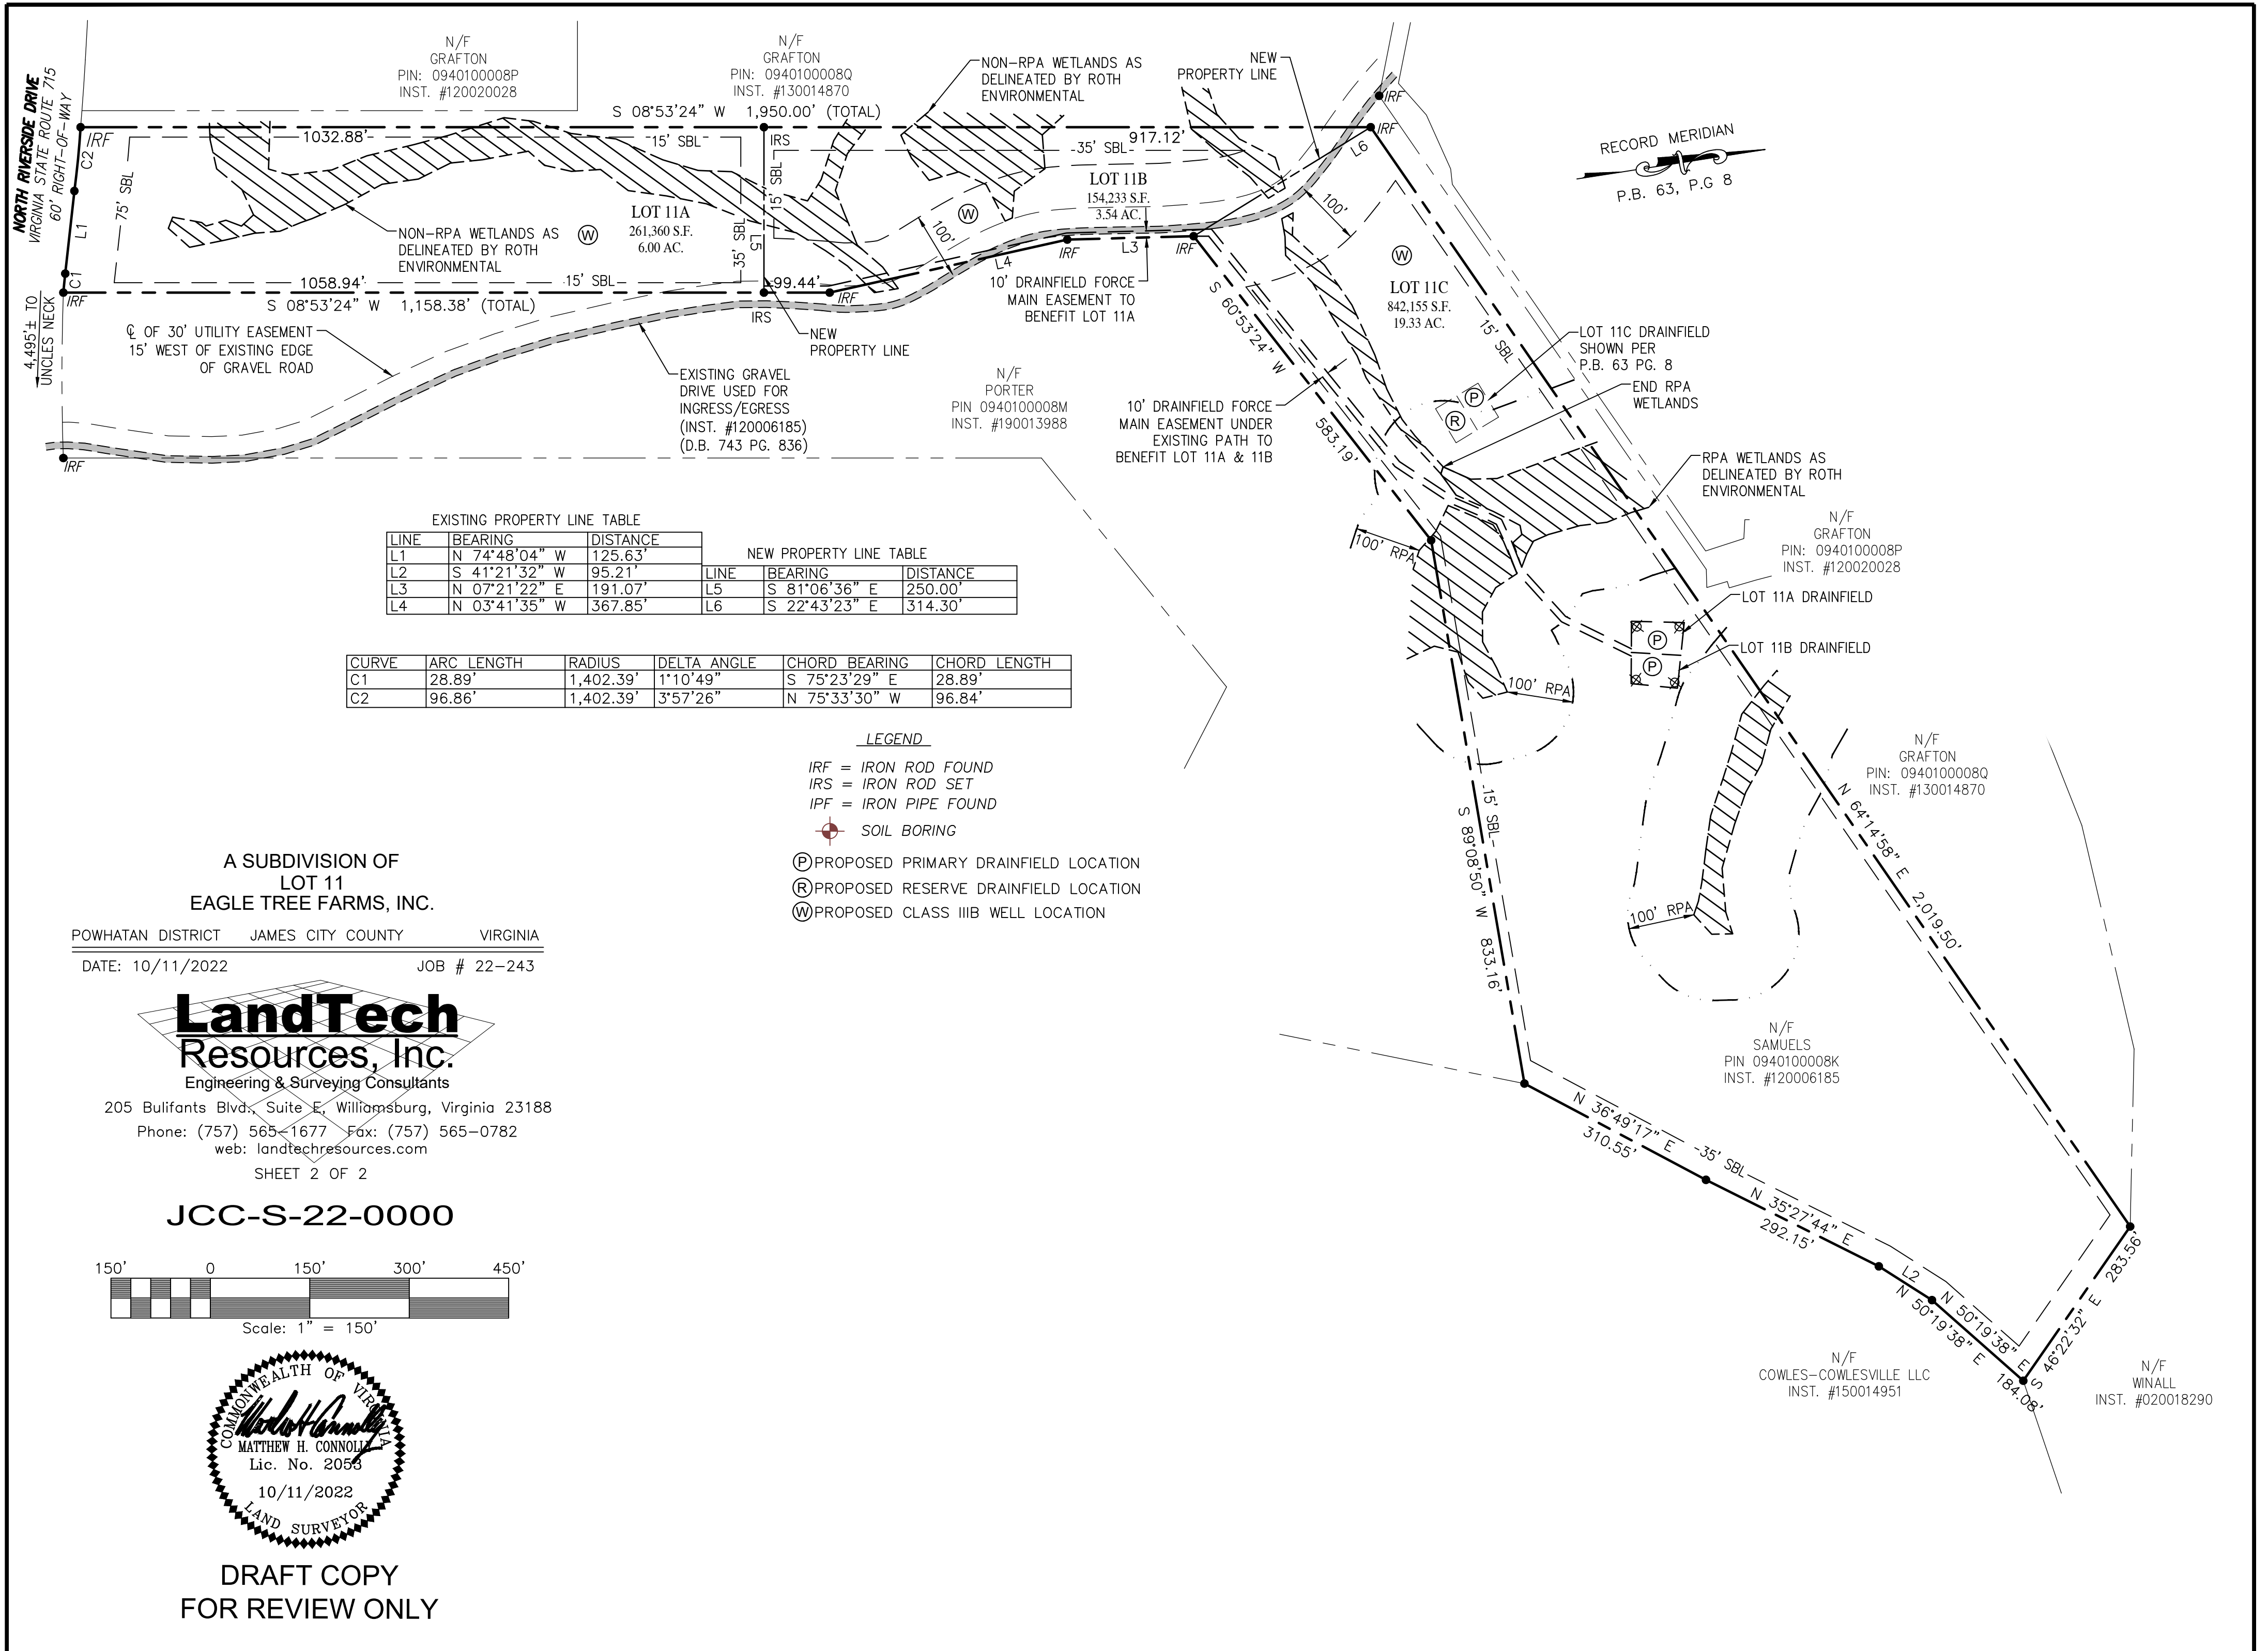 NORTH RIVERSIDE DRIVE
VIRGINIA STATE ROUTE 715
60' RIGHT-OF-WAY
N/F
GRAFTON
PIN: 0940100008P
INST. #120020028
N/F
GRAFTON
PIN: 0940100008Q
INST. #130014870
S 08°53'24" W 1,950.00' (TOTAL)
NON-RPA WETLANDS AS
DELINEATED BY ROTH
ENVIRONMENTAL
NEW
PROPERTY LINE
IRF
IRF
1032.88'
15' SBL
IRS
917.12'
35' SBL
IRF
L6
C2
L1
C1
75' SBL
15' SBL
35' SBL
L5
100'
100'
RECORD MERIDIAN
P.B. 63, P.G 8
LOT 11A
261,360 S.F.
6.00 AC.
W
NON-RPA WETLANDS AS
DELINEATED BY ROTH
ENVIRONMENTAL
LOT 11B
154,233 S.F.
3.54 AC.
W
W
LOT 11C
842,155 S.F.
19.33 AC.
1058.94'
15' SBL
99.44'
IRF
S 08°53'24" W 1,158.38' (TOTAL)
IRF
IRS
L4
IRF
L3
IRF
10' DRAINFIELD FORCE
MAIN EASEMENT TO
BENEFIT LOT 11A
4,495'± TO
UNCLES NECK
℄ OF 30' UTILITY EASEMENT
15' WEST OF EXISTING EDGE
OF GRAVEL ROAD
NEW
PROPERTY LINE
EXISTING GRAVEL
DRIVE USED FOR
INGRESS/EGRESS
(INST. #120006185)
(D.B. 743 PG. 836)
N/F
PORTER
PIN 0940100008M
INST. #190013988
IRF
S 60°53'24" W
583.19'
10' DRAINFIELD FORCE
MAIN EASEMENT UNDER
EXISTING PATH TO
BENEFIT LOT 11A & 11B
15' SBL
LOT 11C DRAINFIELD
SHOWN PER
P.B. 63 PG. 8
P
R
END RPA
WETLANDS
RPA WETLANDS AS
DELINEATED BY ROTH
ENVIRONMENTAL
N/F
GRAFTON
PIN: 0940100008P
INST. #120020028
100' RPA
LOT 11A DRAINFIELD
P
P
LOT 11B DRAINFIELD
100' RPA
N/F
GRAFTON
PIN: 0940100008Q
INST. #130014870
N 64°14'58" E 2,019.50'
15' SBL
S 89°08'50" W 833.16'
100' RPA
N/F
SAMUELS
PIN 0940100008K
INST. #120006185
N 36°49'17" E
310.55'
35' SBL
N 35°27'44" E
292.15'
L2
N 50°19'38" E
N 50°19'38" E
184.08'
S 46°22'32" E 283.56'
N/F
COWLES-COWLESVILLE LLC
INST. #150014951
N/F
WINALL
INST. #020018290
EXISTING PROPERTY LINE TABLE
LINE BEARING DISTANCE
L1 N 74°48'04" W 125.63'
L2 S 41°21'32" W 95.21'
L3 N 07°21'22" E 191.07'
L4 N 03°41'35" W 367.85'
NEW PROPERTY LINE TABLE
LINE BEARING DISTANCE
L5 S 81°06'36" E 250.00'
L6 S 22°43'23" E 314.30'
CURVE ARC LENGTH RADIUS DELTA ANGLE CHORD BEARING CHORD LENGTH
C1 28.89' 1,402.39' 1°10'49" S 75°23'29" E 28.89'
C2 96.86' 1,402.39' 3°57'26" N 75°33'30" W 96.84'
LEGEND
IRF = IRON ROD FOUND
IRS = IRON ROD SET
IPF = IRON PIPE FOUND
SOIL BORING
P PROPOSED PRIMARY DRAINFIELD LOCATION
R PROPOSED RESERVE DRAINFIELD LOCATION
W PROPOSED CLASS IIIB WELL LOCATION
A SUBDIVISION OF
LOT 11
EAGLE TREE FARMS, INC.
POWHATAN DISTRICT JAMES CITY COUNTY VIRGINIA
DATE: 10/11/2022 JOB # 22-243
LandTech
Resources, Inc.
Engineering & Surveying Consultants
205 Bulifants Blvd., Suite E, Williamsburg, Virginia 23188
Phone: (757) 565-1677 Fax: (757) 565-0782
web: landtechresources.com
SHEET 2 OF 2
JCC-S-22-0000
150' 0 150' 300' 450'
Scale: 1" = 150'
COMMONWEALTH OF VIRGINIA
MATTHEW H. CONNOLLY
Lic. No. 2053
10/11/2022
LAND SURVEYOR
DRAFT COPY
FOR REVIEW ONLY